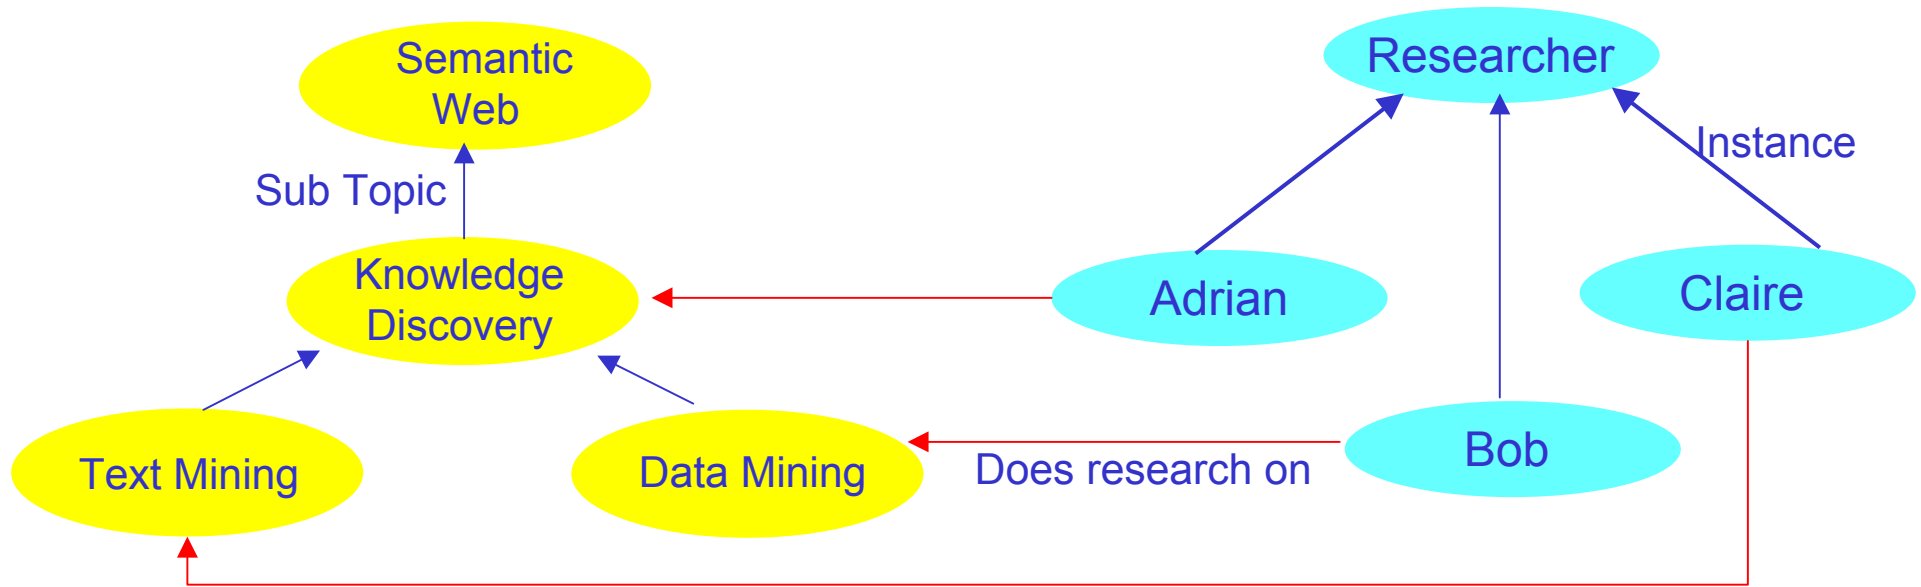 Semantic
Web
Researcher
Instance
Sub Topic
Knowledge
Discovery
Adrian
Claire
Text Mining
Data Mining
Does research on
Bob